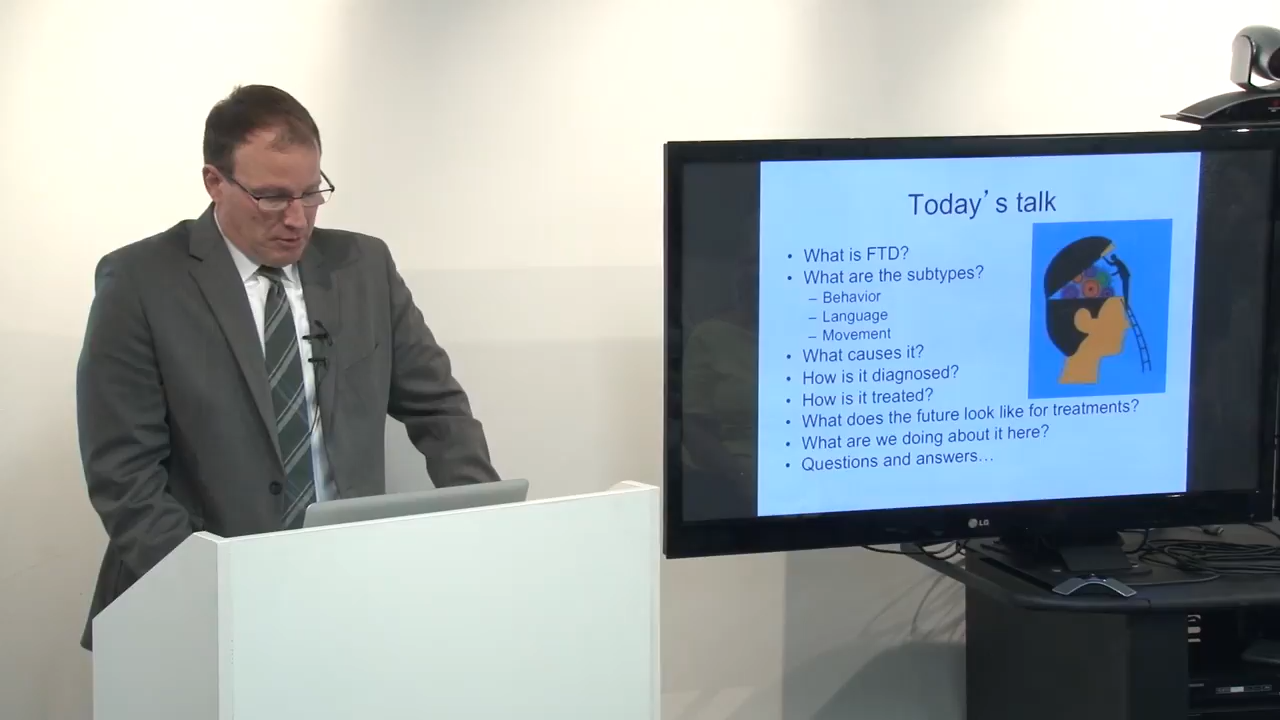 Today's talk
• What is FTD?
• What are the subtypes?
– Behavior
– Language
– Movement
• What causes it?
• How is it diagnosed?
• How is it treated?
• What does the future look like for treatments?
• What are we doing about it here?
• Questions and answers…
LG